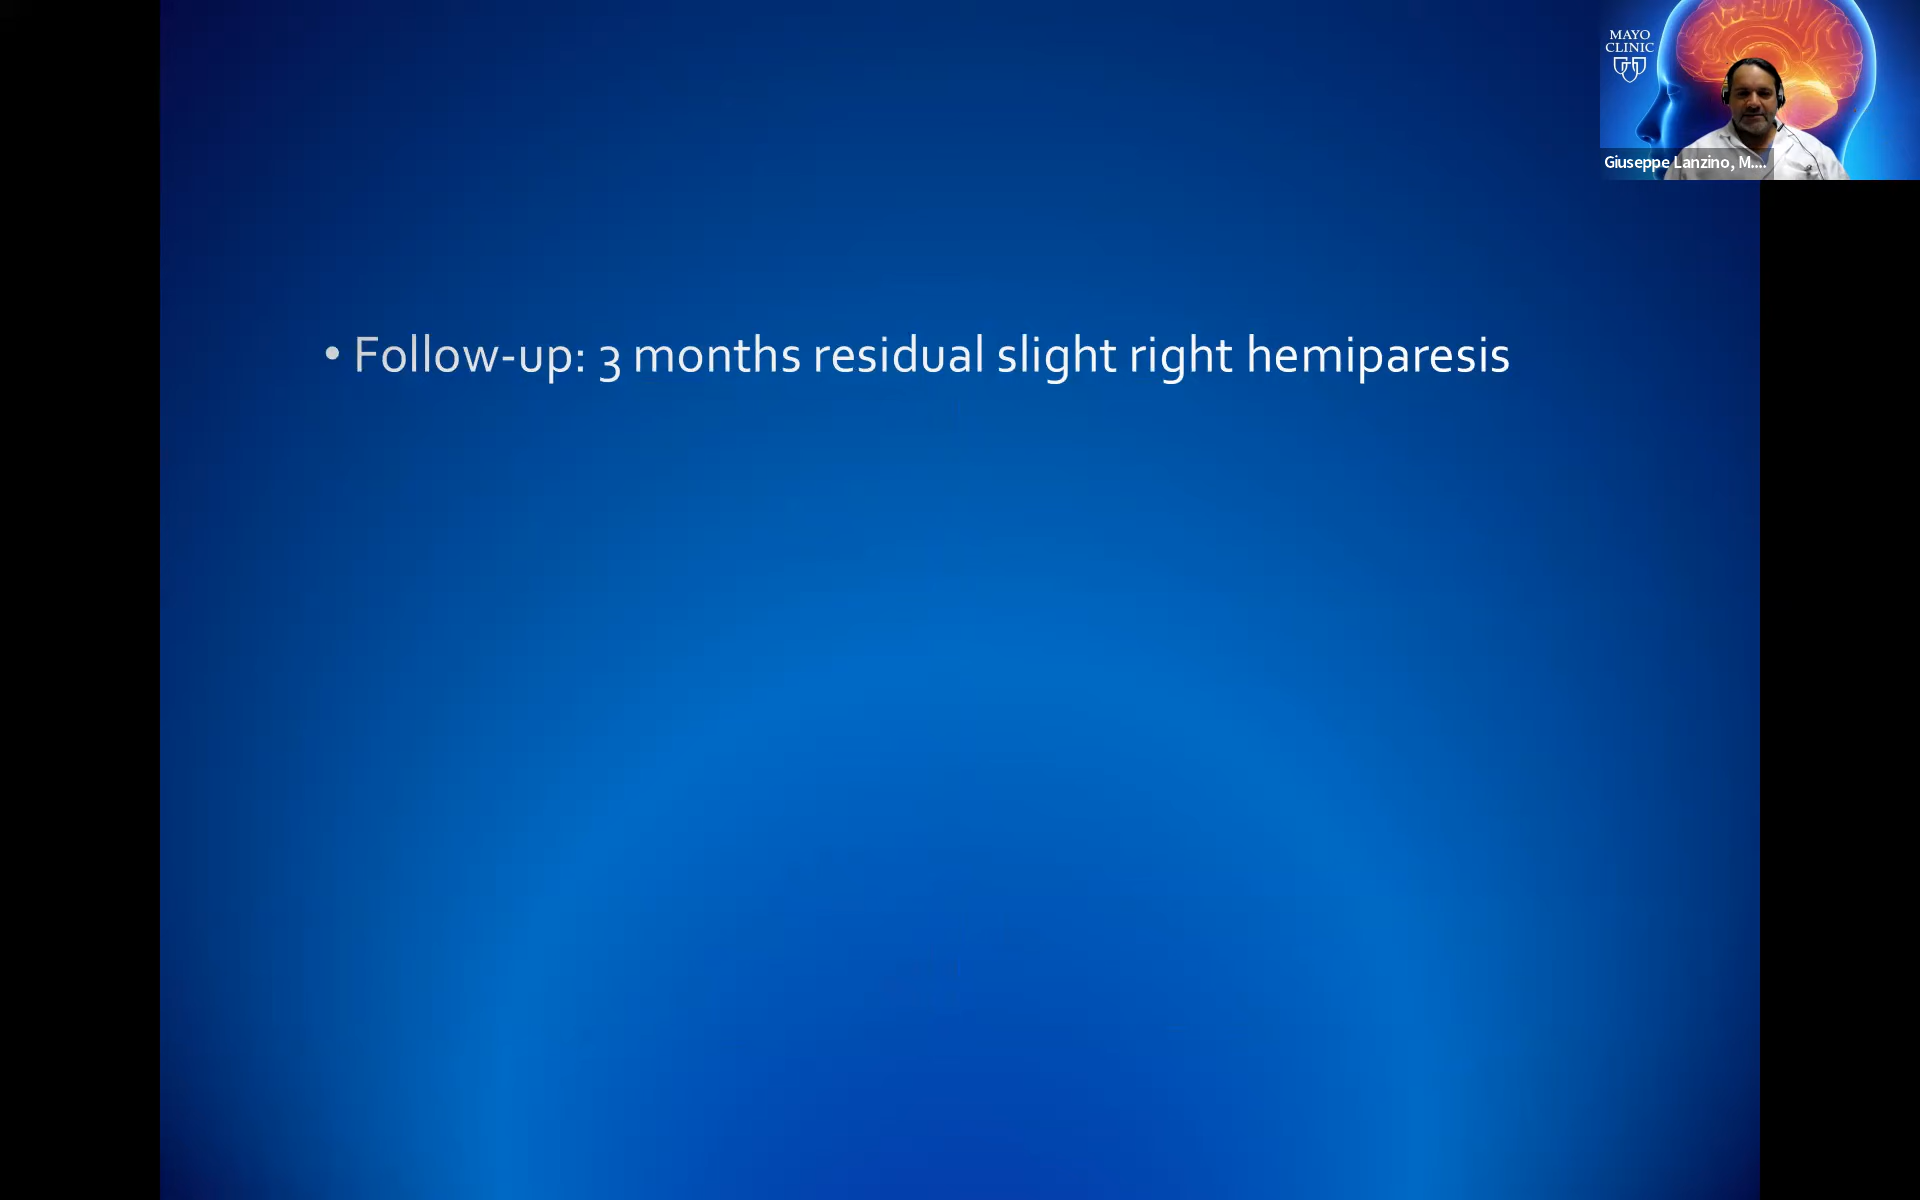 MAYO
CLINIC
Giuseppe Lanzino, M....
• Follow-up: 3 months residual slight right hemiparesis